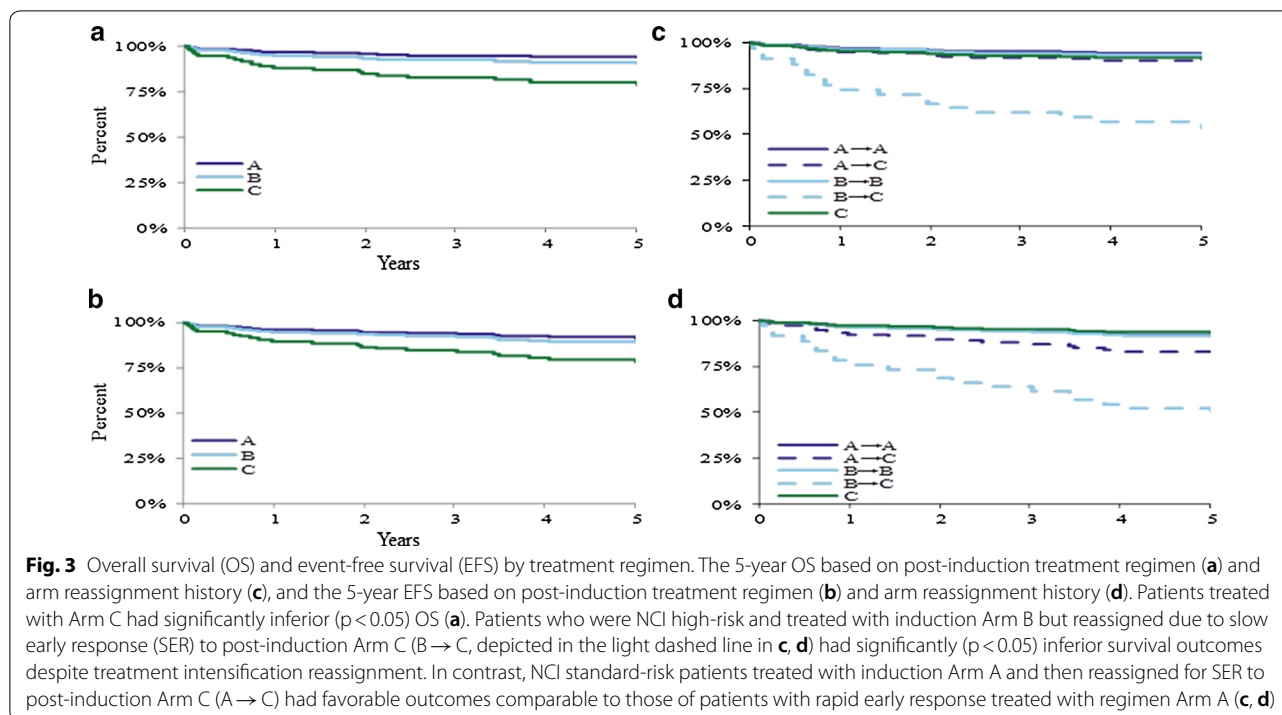 a
100%
75%
50%
25%
0%
Percent
A
B
C
0 1 2 3 4 5
Years
b
100%
75%
50%
25%
0%
Percent
A
B
C
0 1 2 3 4 5
Years
c
100%
75%
50%
25%
0%
A → A
A → C
B → B
B → C
C
0 1 2 3 4 5
d
100%
75%
50%
25%
0%
A → A
A → C
B → B
B → C
C
0 1 2 3 4 5
Fig. 3 Overall survival (OS) and event-free survival (EFS) by treatment regimen. The 5-year OS based on post-induction treatment regimen (a) and
arm reassignment history (c), and the 5-year EFS based on post-induction treatment regimen (b) and arm reassignment history (d). Patients treated
with Arm C had significantly inferior (p < 0.05) OS (a). Patients who were NCI high-risk and treated with induction Arm B but reassigned due to slow
early response (SER) to post-induction Arm C (B → C, depicted in the light dashed line in c, d) had significantly (p < 0.05) inferior survival outcomes
despite treatment intensification reassignment. In contrast, NCI standard-risk patients treated with induction Arm A and then reassigned for SER to
post-induction Arm C (A → C) had favorable outcomes comparable to those of patients with rapid early response treated with regimen Arm A (c, d)